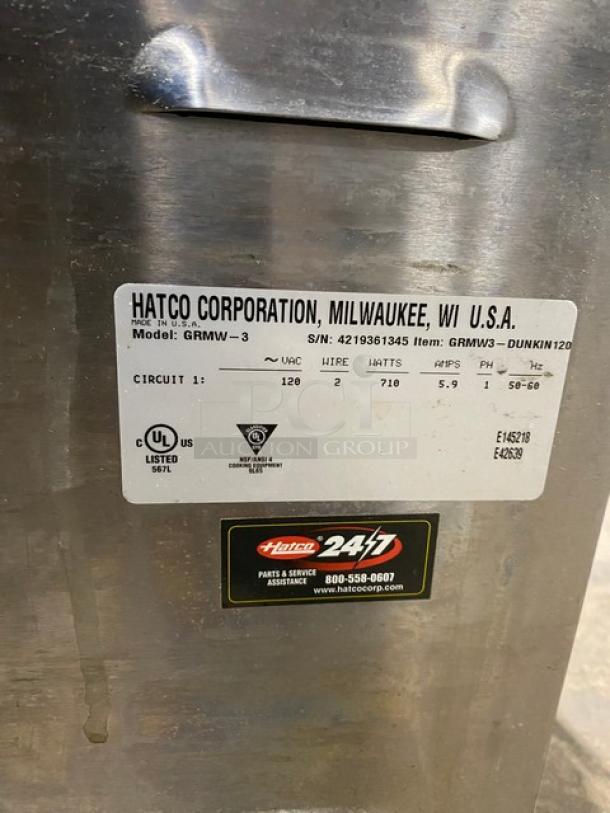 HATCO CORPORATION, MILWAUKEE, WI U.S.A.
MADE IN U.S.A.
Model: GRMW-3 S/N: 4219361345 Item: GRMW3-DUNKIN120
~ VAC WIRE WATTS AMPS PH Hz
CIRCUIT 1: 120 2 710 5.9 1 50-60
PCI
AUCTION GROUP
C UL US
LISTED
567L
NSF/ANSI 4
COOKING EQUIPMENT
9L65
E145218
E42639
Hatco 24/7
PARTS & SERVICE
ASSISTANCE
800-558-0607
www.hatcocorp.com